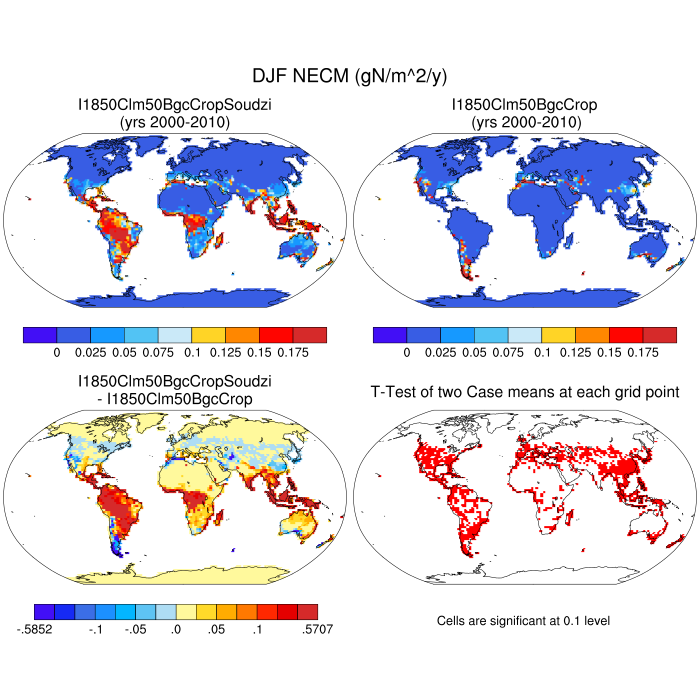 DJF NECM (gN/m^2/y)
I1850Clm50BgcCropSoudzi
(yrs 2000-2010)
I1850Clm50BgcCrop
(yrs 2000-2010)
0 0.025 0.05 0.075 0.1 0.125 0.15 0.175
0 0.025 0.05 0.075 0.1 0.125 0.15 0.175
I1850Clm50BgcCropSoudzi
- I1850Clm50BgcCrop
T-Test of two Case means at each grid point
-.5852 -.1 -.05 .0 .05 .1 .5707
Cells are significant at 0.1 level